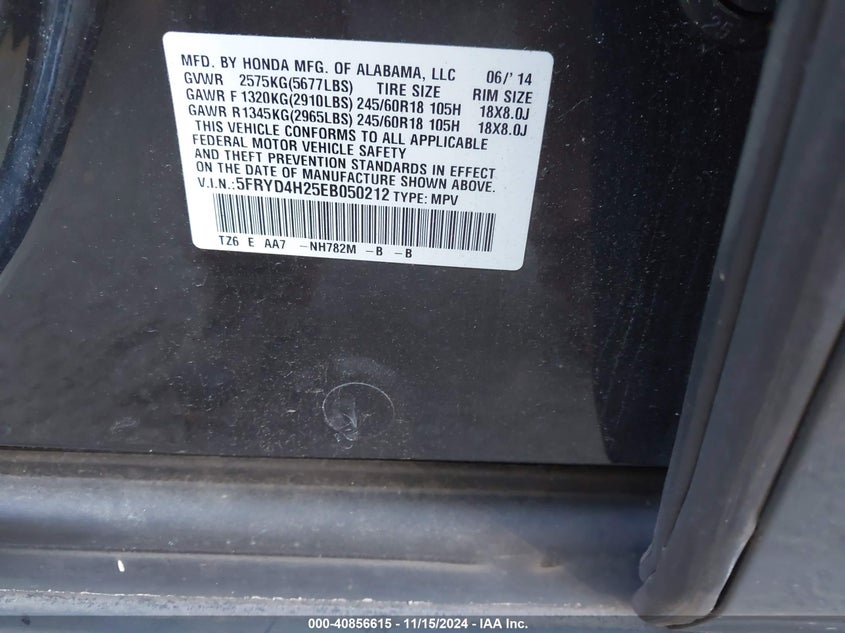 MFD. BY HONDA MFG. OF ALABAMA, LLC 06/'14
GVWR 2575KG(5677LBS) TIRE SIZE RIM SIZE
GAWR F 1320KG(2910LBS) 245/60R18 105H 18X8.0J
GAWR R 1345KG(2965LBS) 245/60R18 105H 18X8.0J
THIS VEHICLE CONFORMS TO ALL APPLICABLE
FEDERAL MOTOR VEHICLE SAFETY
AND THEFT PREVENTION STANDARDS IN EFFECT
ON THE DATE OF MANUFACTURE SHOWN ABOVE.
V.I.N.:5FRYD4H25EB050212 TYPE: MPV
TZ6 E AA7 -NH782M -B -B
000-40856615 - 11/15/2024 - IAA Inc.